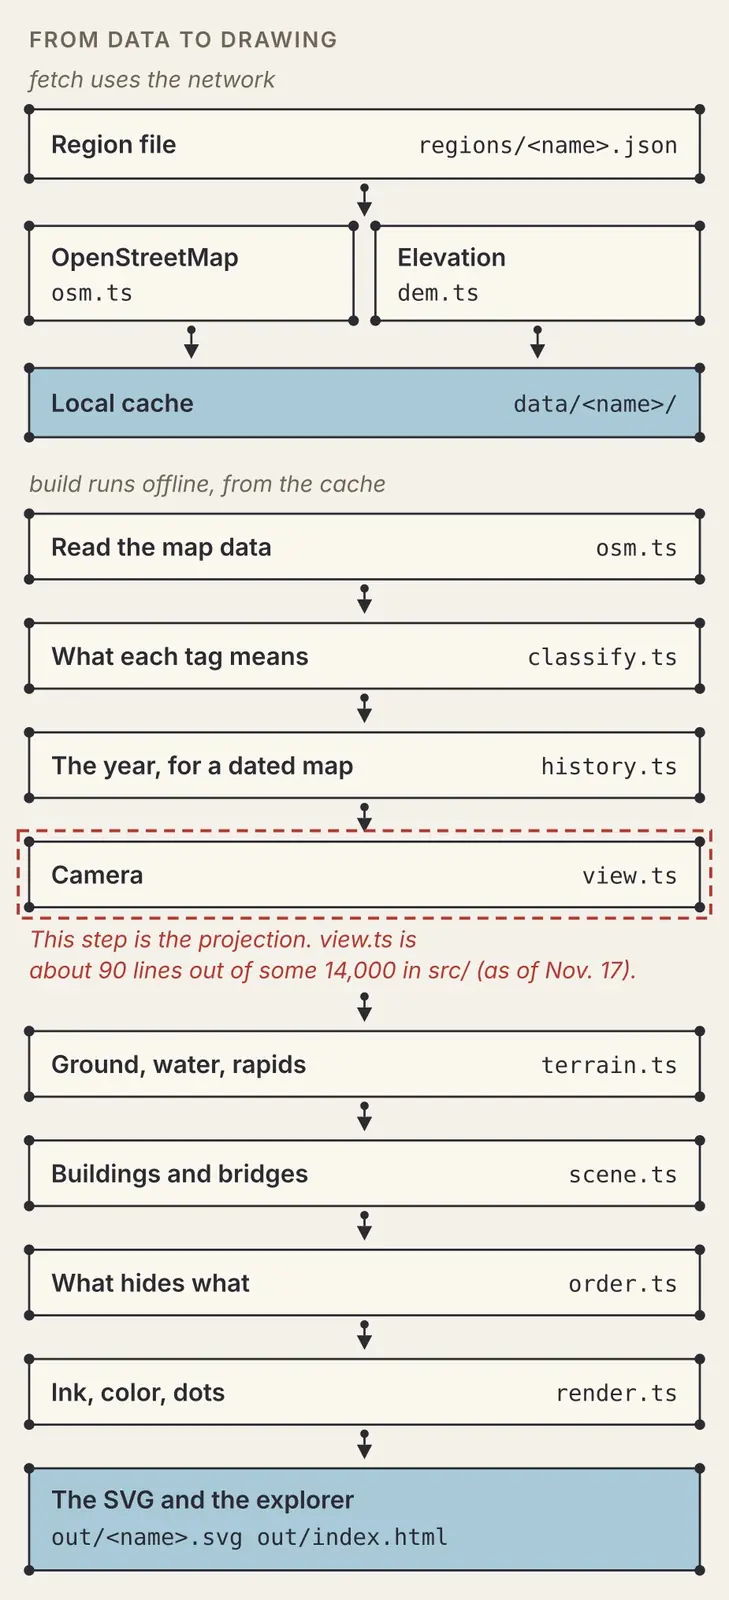 FROM DATA TO DRAWING
fetch uses the network
Region file regions/<name>.json
OpenStreetMap
osm.ts
Elevation
dem.ts
Local cache data/<name>/
build runs offline, from the cache
Read the map data osm.ts
What each tag means classify.ts
The year, for a dated map history.ts
Camera view.ts
This step is the projection. view.ts is
about 90 lines out of some 14,000 in src/ (as of Nov. 17).
Ground, water, rapids terrain.ts
Buildings and bridges scene.ts
What hides what order.ts
Ink, color, dots render.ts
The SVG and the explorer
out/<name>.svg out/index.html